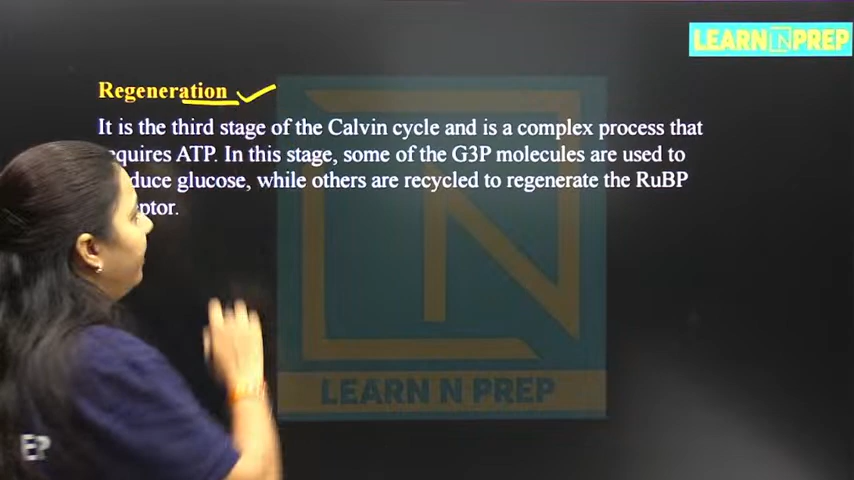 LEARN N PREP
Regeneration
It is the third stage of the Calvin cycle and is a complex process that
requires ATP. In this stage, some of the G3P molecules are used to
glucose, while others are recycled to regenerate the RuBP
LEARN N PREP
EP